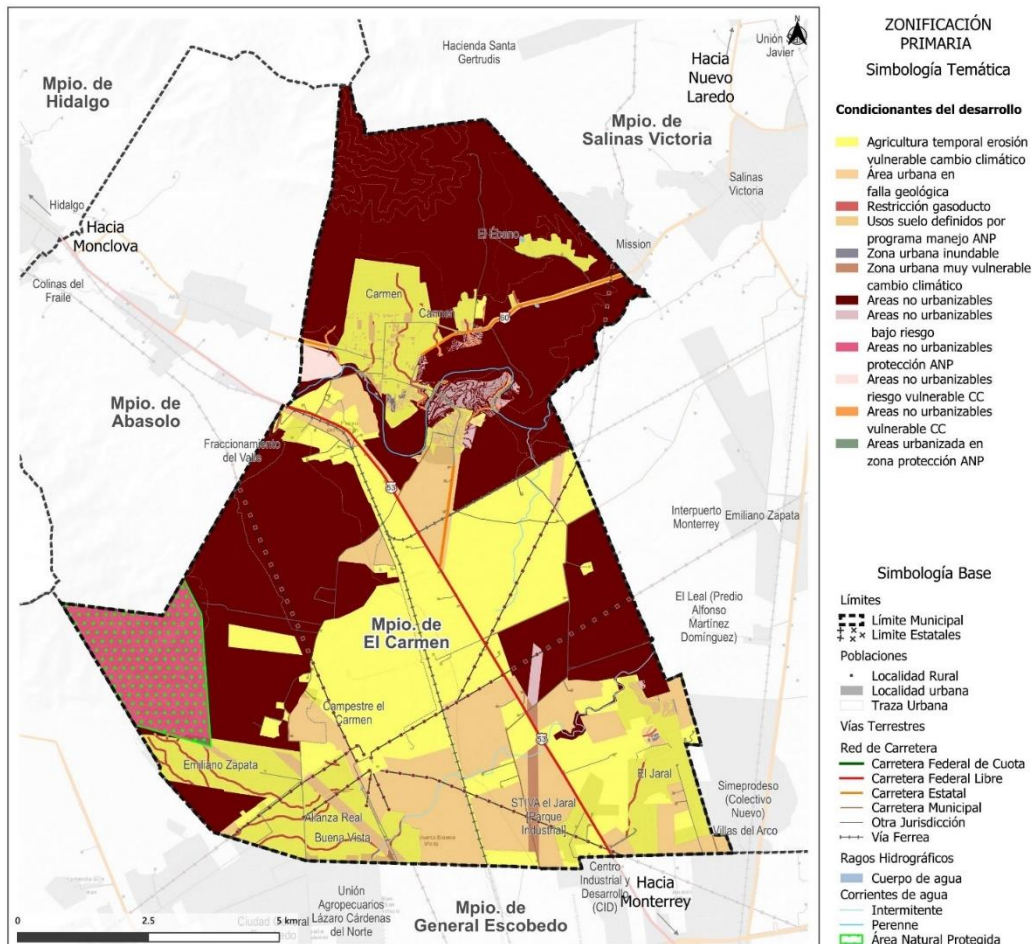 N
Hacienda Santa
Gertrudis
Hacia
Nuevo
Laredo
Mpio. de
Hidalgo
Mpio. de
Salinas Victoria
Salinas
Victoria
Hidalgo
Hacia
Monclova
El Ébano
Mission
Colinas del
Fraile
Carmen
Carmen
Mpio. de
Abasolo
Fraccionamiento
del Valle
53
Interpuerto
Monterrey
Emiliano Zapata
El Leal (Predio
Alfonso
Martínez
Domínguez)
Mpio. de
El Carmen
Campestre el
Carmen
53
Emiliano Zapata
El Jaral
STIVA el Jaral
(Parque
Industrial)
Simeprodeso
(Colectivo
Nuevo)
Alianza Real
Buena Vista
Villas del Arco
Centro
Industrial y
Desarrollo
(CID)
Hacia
Monterrey
Unión
Agropecuarios
Lázaro Cárdenas
del Norte
Mpio. de
General Escobedo
0 2.5 5 km
ZONIFICACIÓN
PRIMARIA
Simbología Temática
Condicionantes del desarrollo
Agricultura temporal erosión
vulnerable cambio climático
Área urbana en
falla geológica
Restricción gasoducto
Usos suelo definidos por
programa manejo ANP
Zona urbana inundable
Zona urbana muy vulnerable
cambio climático
Areas no urbanizables
Areas no urbanizables
bajo riesgo
Areas no urbanizables
protección ANP
Areas no urbanizables
riesgo vulnerable CC
Areas no urbanizables
vulnerable CC
Areas urbanizada en
zona protección ANP
Simbología Base
Límites
Límite Municipal
Límite Estatales
Poblaciones
Localidad Rural
Localidad urbana
Traza Urbana
Vías Terrestres
Red de Carretera
Carretera Federal de Cuota
Carretera Federal Libre
Carretera Estatal
Carretera Municipal
Otra Jurisdicción
Vía Ferrea
Ragos Hidrográficos
Cuerpo de agua
Corrientes de agua
Intermitente
Perenne
Área Natural Protegida